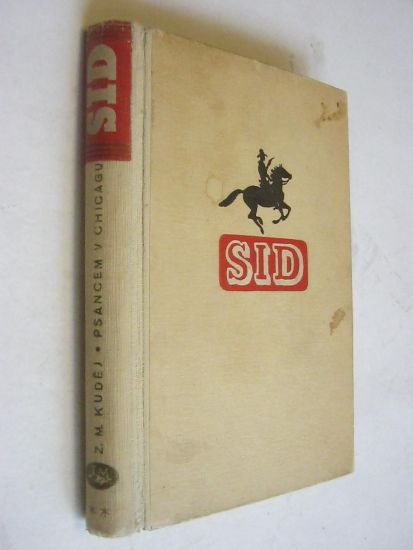 SID
Z. M. KUDĚJ • PSANCEM V CHICAGU
**
SID